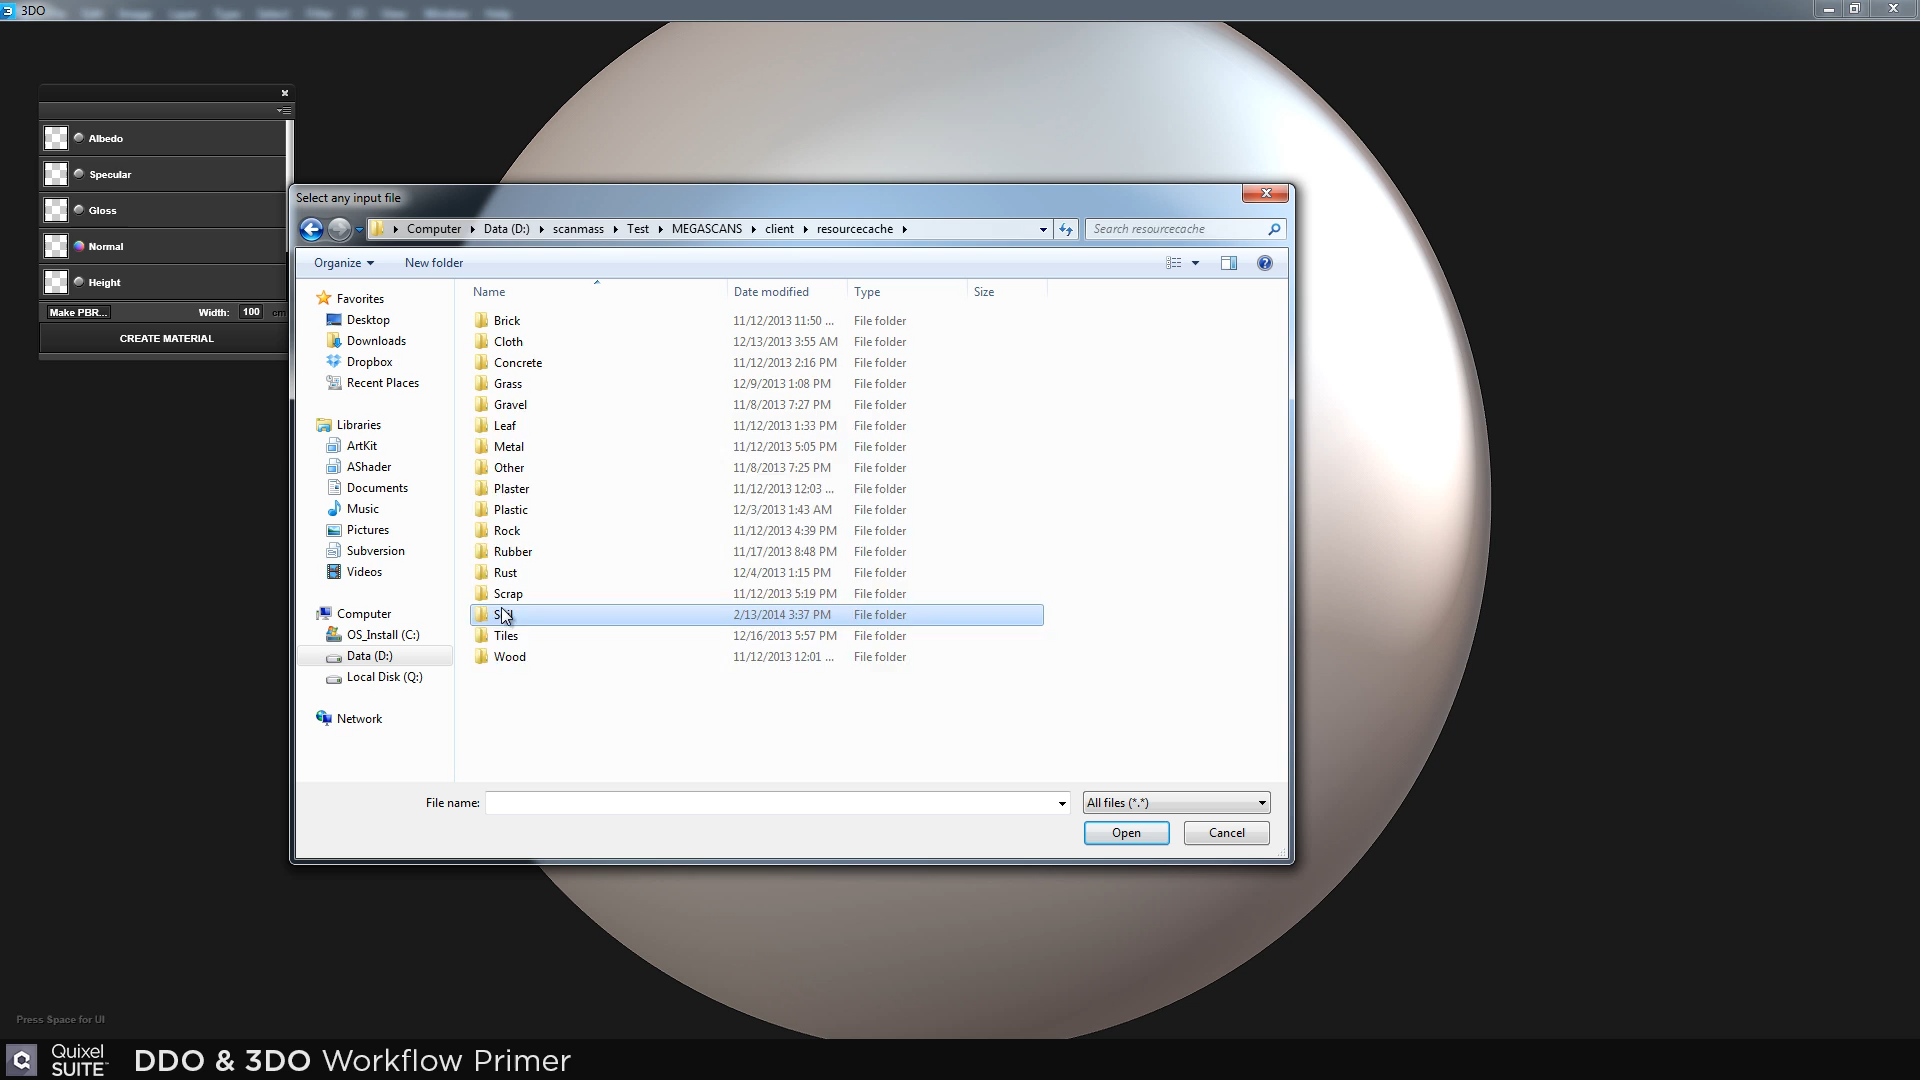 3DO
Albedo
Specular
Gloss
Normal
Height
Make PBR...
Width: 100 cm
CREATE MATERIAL
Select any input file
Computer
Data (D:)
scanmass
Test
MEGASCANS
client
resourcecache
Search resourcecache
Organize
New folder
Favorites
Desktop
Downloads
Dropbox
Recent Places
Libraries
ArtKit
AShader
Documents
Music
Pictures
Subversion
Videos
Computer
OS_Install (C:)
Data (D:)
Local Disk (Q:)
Network
Name Date modified Type Size
Brick 11/12/2013 11:50 ... File folder
Cloth 12/13/2013 3:55 AM File folder
Concrete 11/12/2013 2:16 PM File folder
Grass 12/9/2013 1:08 PM File folder
Gravel 11/8/2013 7:27 PM File folder
Leaf 11/12/2013 1:33 PM File folder
Metal 11/12/2013 5:05 PM File folder
Other 11/8/2013 7:25 PM File folder
Plaster 11/12/2013 12:03 ... File folder
Plastic 12/3/2013 1:43 AM File folder
Rock 11/12/2013 4:39 PM File folder
Rubber 11/17/2013 8:48 PM File folder
Rust 12/4/2013 1:15 PM File folder
Scrap 11/12/2013 5:19 PM File folder
2/13/2014 3:37 PM File folder
Tiles 12/16/2013 5:57 PM File folder
Wood 11/12/2013 12:01 ... File folder
File name:
All files (*.*)
Open
Cancel
Press Space for UI
Quixel
SUITE
DDO & 3DO Workflow Primer